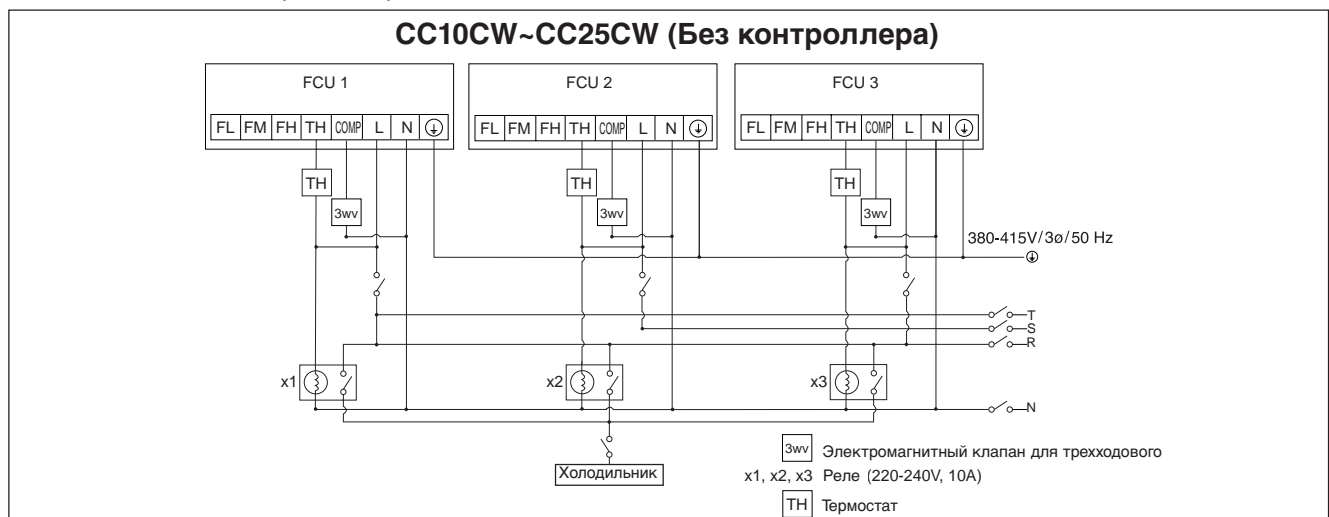 CC10CW~CC25CW (Без контроллера)
FCU 1 FCU 2 FCU 3
FL FM FH TH COMP L N FL FM FH TH COMP L N FL FM FH TH COMP L N
TH TH TH
3wv 3wv 3wv
380-415V/3ø/50 Hz
T
S
R
x1 x2 x3
N
Холодильник
3wv Электромагнитный клапан для трехходового
x1, x2, x3 Реле (220-240V, 10A)
TH Термостат